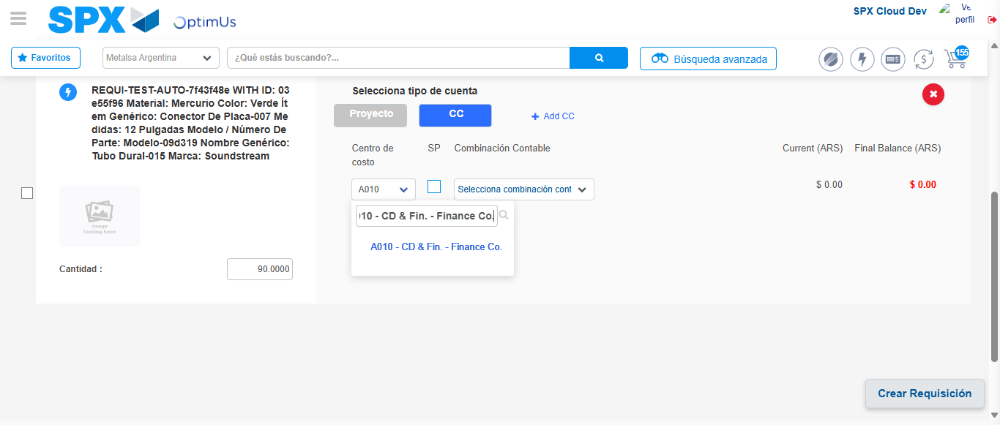 SPX
OptimUs
SPX Cloud Dev
Ve
perfil
Favoritos
Metalsa Argentina
¿Qué estás buscando?...
Búsqueda avanzada
155
REQUI-TEST-AUTO-7f43f48e WITH ID: 03
e55f96 Material: Mercurio Color: Verde Ít
em Genérico: Conector De Placa-007 Me
didas: 12 Pulgadas Modelo / Número De
Parte: Modelo-09d319 Nombre Genérico:
Tubo Dural-015 Marca: Soundstream
Image
Coming Soon
Cantidad :
90.0000
Selecciona tipo de cuenta
Proyecto
CC
Add CC
Centro de
costo
SP
Combinación Contable
Current (ARS)
Final Balance (ARS)
A010
Selecciona combinación cont
$ 0.00
$ 0.00
10 - CD & Fin. - Finance Co.
A010 - CD & Fin. - Finance Co.
Crear Requisición